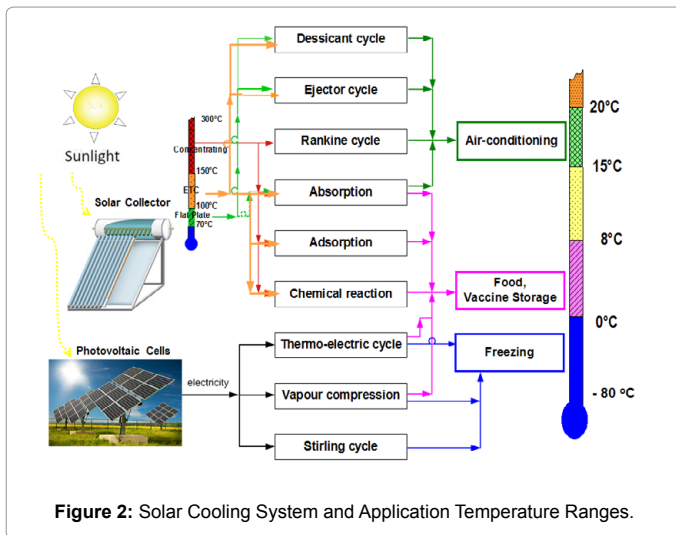 Sunlight
Solar Collector
300°C
Concentrating
150°C
ETC
100°C
Flat Plate
70°C
Photovoltaic Cells
electricity
Dessicant cycle
Ejector cycle
Rankine cycle
Absorption
Adsorption
Chemical reaction
Thermo-electric cycle
Vapour compression
Stirling cycle
Air-conditioning
Food,
Vaccine Storage
Freezing
20°C
15°C
8°C
0°C
- 80 °C
Figure 2: Solar Cooling System and Application Temperature Ranges.